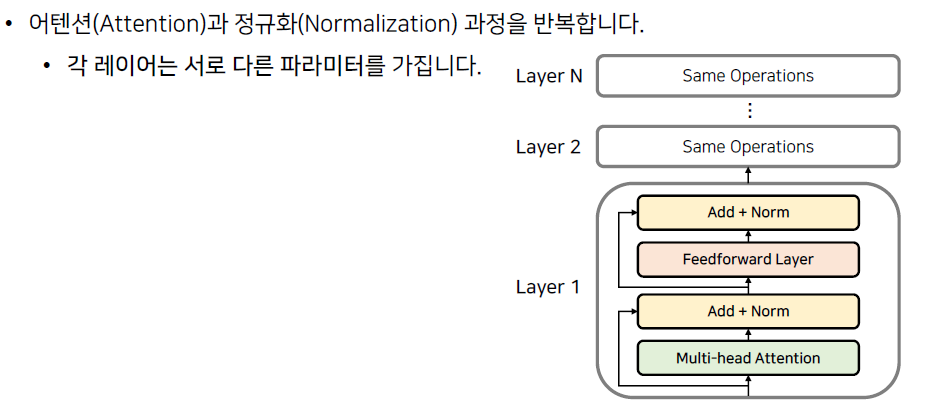 • 어텐션(Attention)과 정규화(Normalization) 과정을 반복합니다.
• 각 레이어는 서로 다른 파라미터를 가집니다.
Layer N
Same Operations
⋮
Layer 2
Same Operations
Layer 1
Add + Norm
Feedforward Layer
Add + Norm
Multi-head Attention